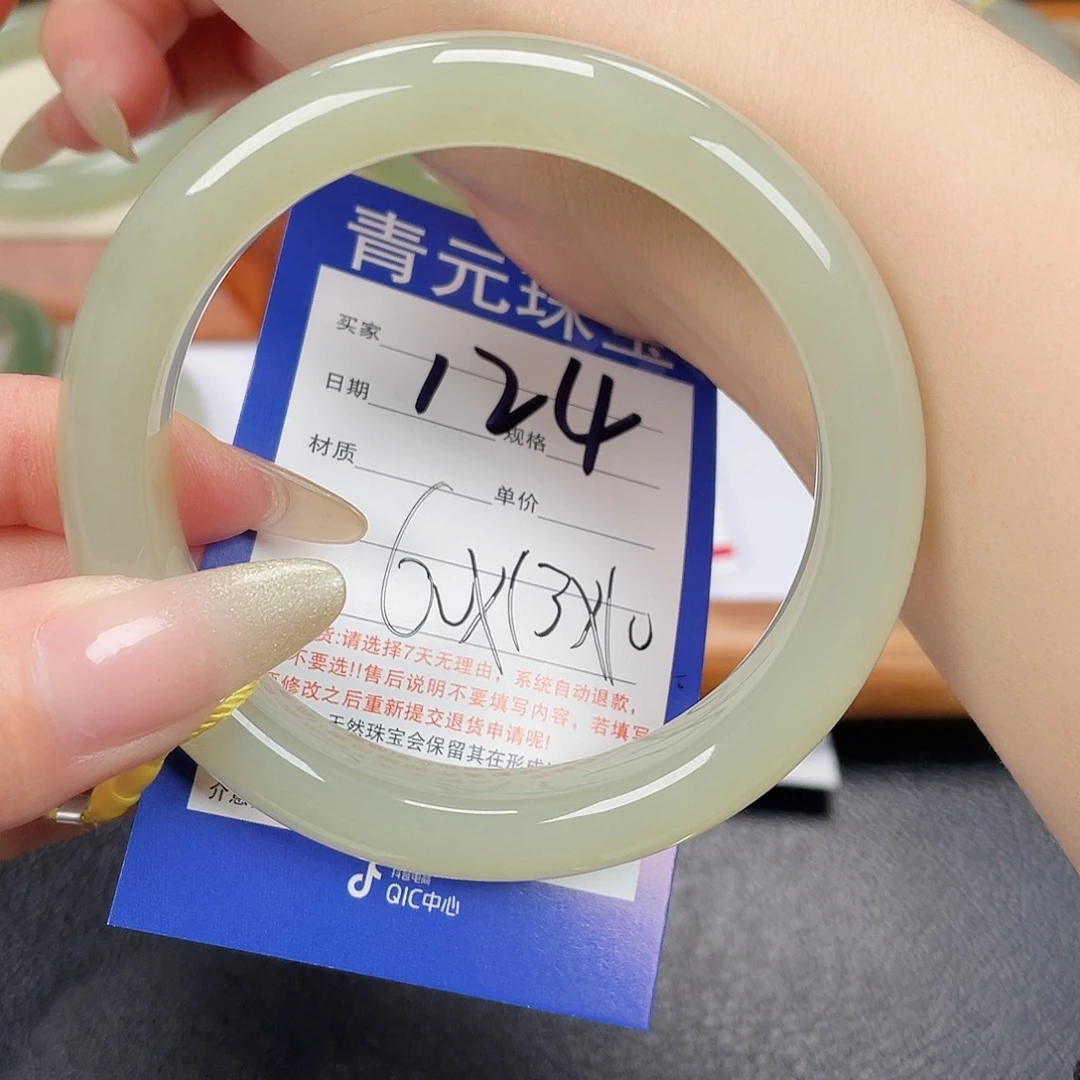 青元珠宝
买家
124
日期 规格
材质 单价
62X13X10
货:请选择7天无理由，系统自动退款，
不要选!!售后说明不要填写内容，若填写
修改之后重新提交退货申请呢!
天然珠宝会保留其在形成
抖音电商
QIC中心